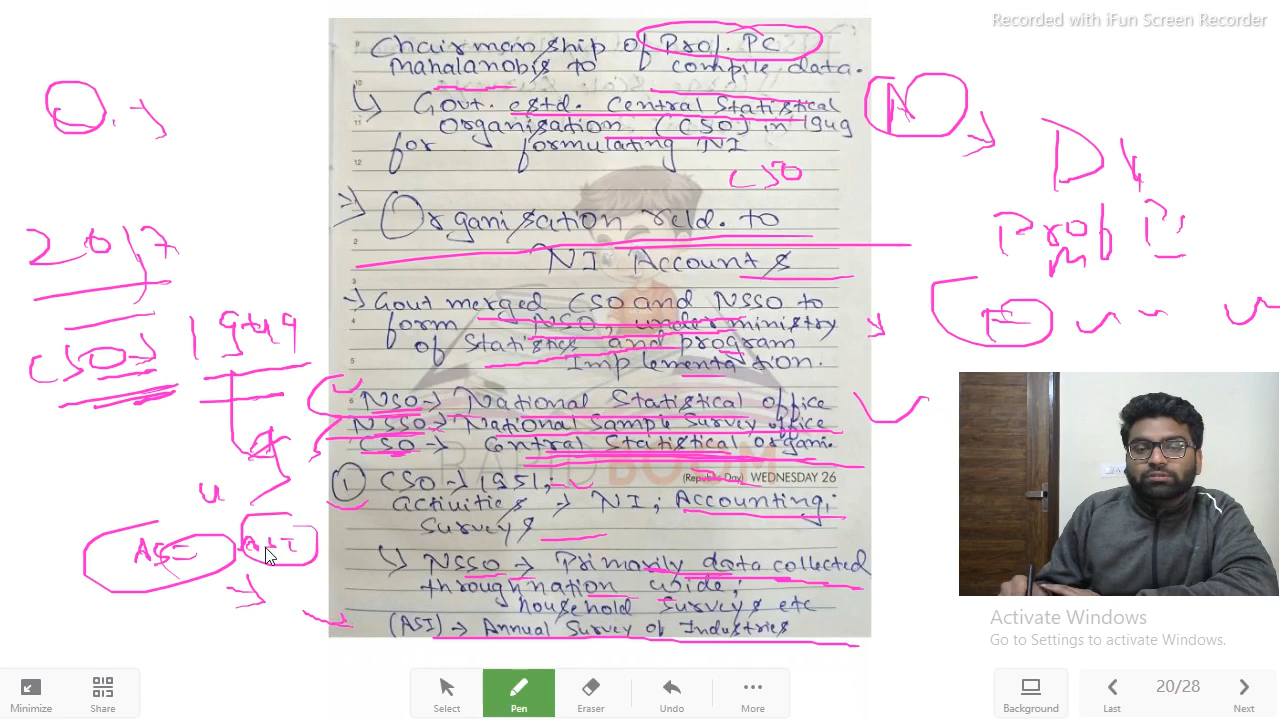 Recorded with iFun Screen Recorder
Chairmanship of Prof. PC
Mahalanobis to compile data.
↳ Govt. estd. Central Statistical
Organisation (CSO) in 1949
for formulating NI
CSO
⇒ Organisation reld. to
NI Accounts
→ Govt merged CSO and NSSO to
form NSO, under ministry
of Statistics and program
Implementation.
NSO → National Statistical office
NSSO → National Sample Survey office
CSO → Central Statistical organi.
RAPID BOOM
(Republic Day) WEDNESDAY 26
① CSO → 1951;
activities → NI; Accounting;
Surveys
↳ NSSO → Primarily data collected
through nation wide;
household surveys etc
(ASI) → Annual Survey of Industries
2017
CSO → 1949
ASI
N
Prof P
Activate Windows
Go to Settings to activate Windows.
Minimize
Share
Select
Pen
Eraser
Undo
More
Background
Last
20/28
Next